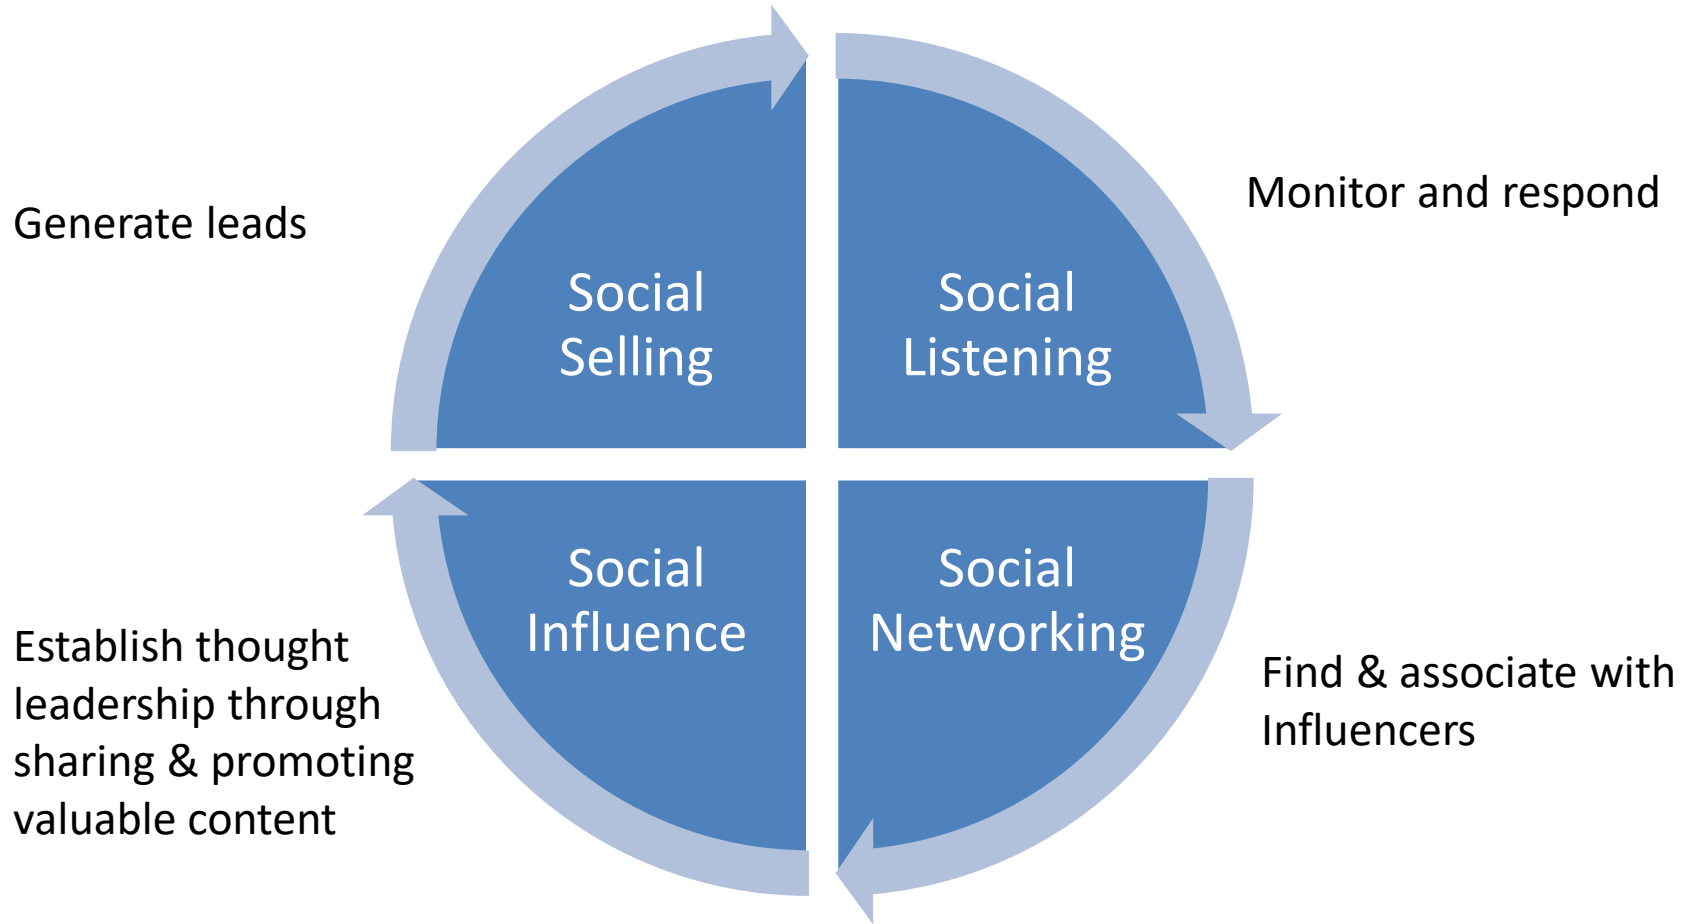 Generate leads
Social
Selling
Social
Listening
Monitor and respond
Establish thought
leadership through
sharing & promoting
valuable content
Social
Influence
Social
Networking
Find & associate with
Influencers